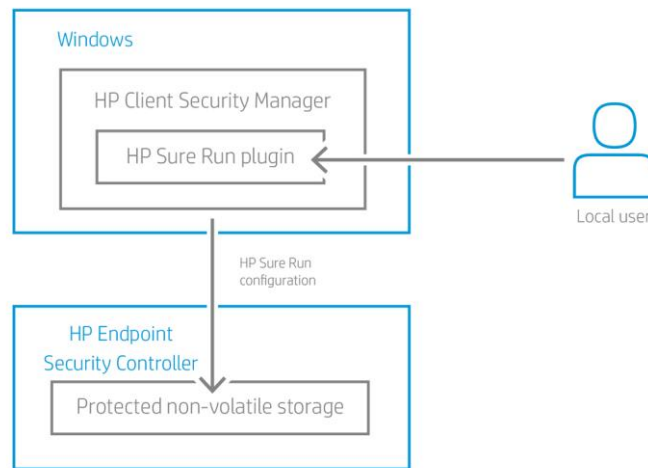 Windows
HP Client Security Manager
HP Sure Run plugin
Local user
HP Sure Run
configuration
HP Endpoint
Security Controller
Protected non-volatile storage